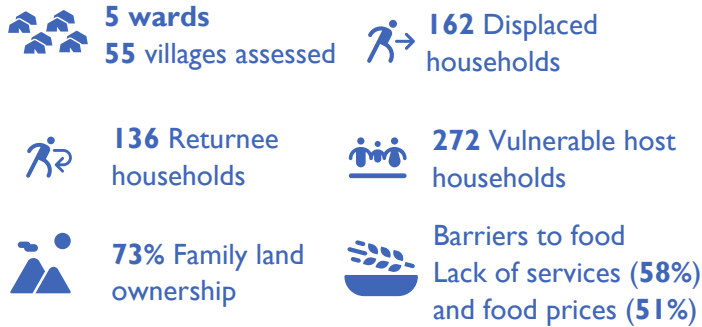 5 wards
55 villages assessed
162 Displaced
households
136 Returnee
households
272 Vulnerable host
households
73% Family land
ownership
Barriers to food
Lack of services (58%)
and food prices (51%)